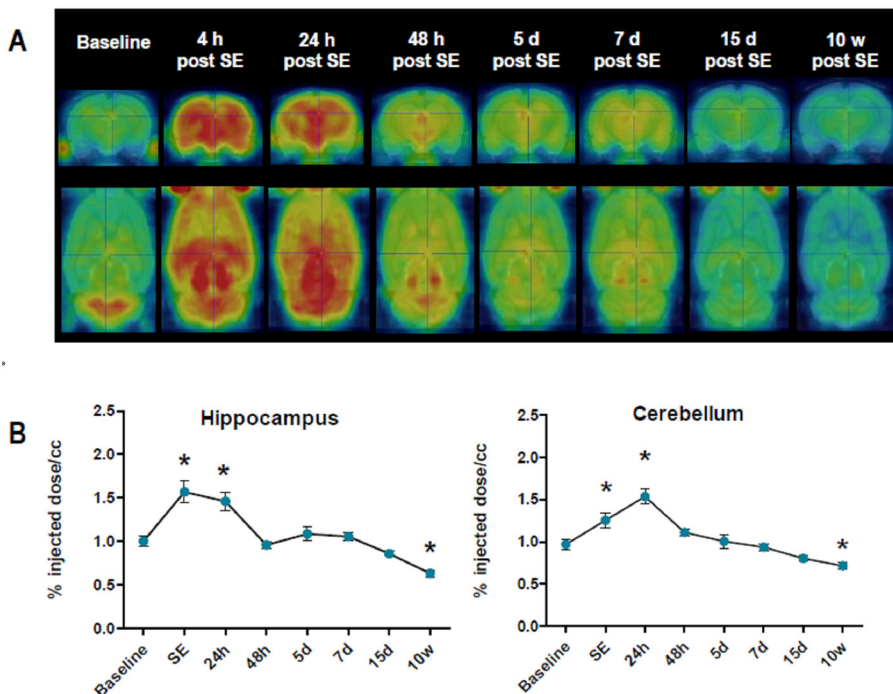 A
Baseline
4 h
post SE
24 h
post SE
48 h
post SE
5 d
post SE
7 d
post SE
15 d
post SE
10 w
post SE
B
Hippocampus
% injected dose/cc
2.5
2.0
1.5
1.0
0.5
0.0
* * *
Baseline SE 24h 48h 5d 7d 15d 10w
Cerebellum
% injected dose/cc
2.5
2.0
1.5
1.0
0.5
0.0
* * *
Baseline SE 24h 48h 5d 7d 15d 10w